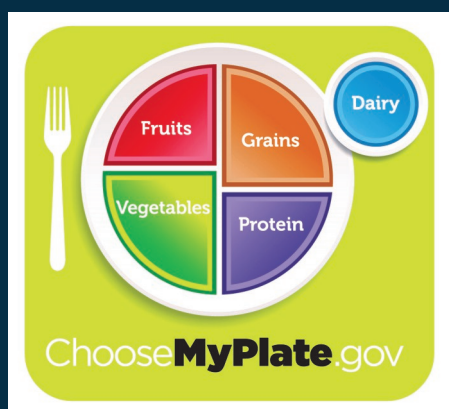 Dairy
Fruits
Grains
Vegetables
Protein
ChooseMyPlate.gov